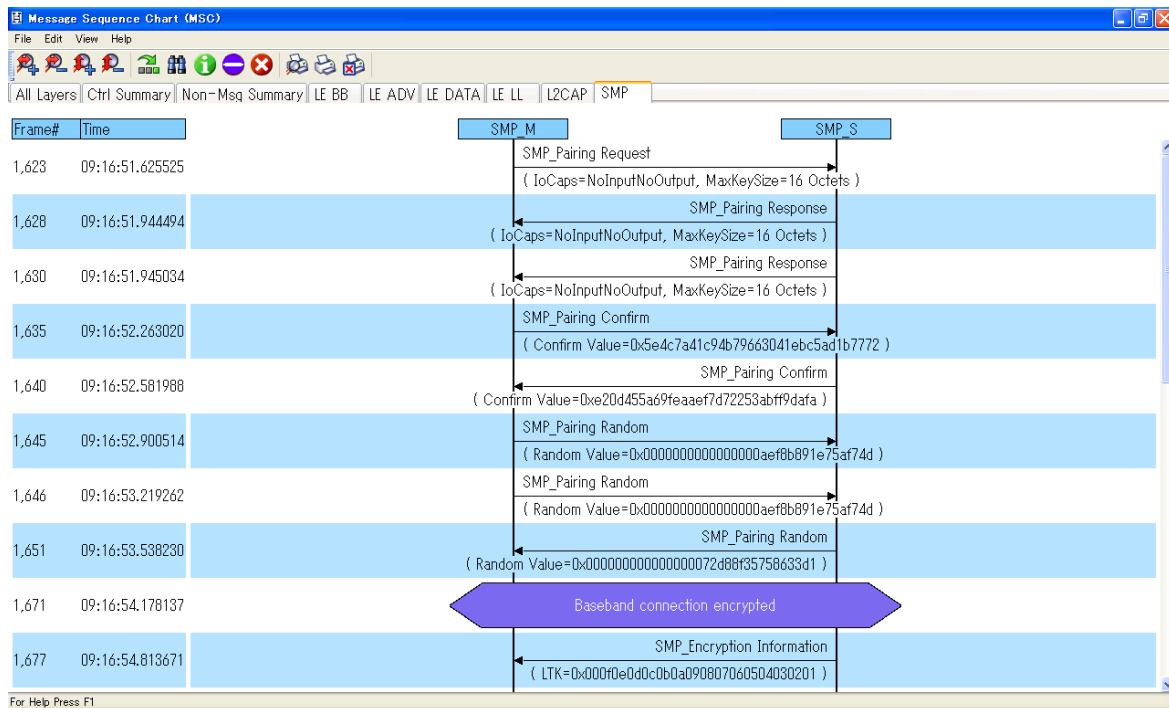 Message Sequence Chart (MSC)
File Edit View Help
All Layers Ctrl Summary Non-Msg Summary LE BB LE ADV LE DATA LE LL L2CAP SMP
Frame# Time SMP_M SMP_S
SMP_Pairing Request
1,623 09:16:51.625525
( IoCaps=NoInputNoOutput, MaxKeySize=16 Octets )
SMP_Pairing Response
1,628 09:16:51.944494
( IoCaps=NoInputNoOutput, MaxKeySize=16 Octets )
SMP_Pairing Response
1,630 09:16:51.945034
( IoCaps=NoInputNoOutput, MaxKeySize=16 Octets )
SMP_Pairing Confirm
1,635 09:16:52.263020
( Confirm Value=0x5e4c7a41c94b79663041ebc5ad1b7772 )
SMP_Pairing Confirm
1,640 09:16:52.581988
( Confirm Value=0xe20d455a69feaaef7d72253abff9dafa )
SMP_Pairing Random
1,645 09:16:52.900514
( Random Value=0x0000000000000000aef8b891e75af74d )
SMP_Pairing Random
1,646 09:16:53.219262
( Random Value=0x0000000000000000aef8b891e75af74d )
SMP_Pairing Random
1,651 09:16:53.538230
( Random Value=0x000000000000000072d88f35758633d1 )
1,671 09:16:54.178137 Baseband connection encrypted
SMP_Encryption Information
1,677 09:16:54.813671
( LTK=0x000f0e0d0c0b0a090807060504030201 )
For Help Press F1